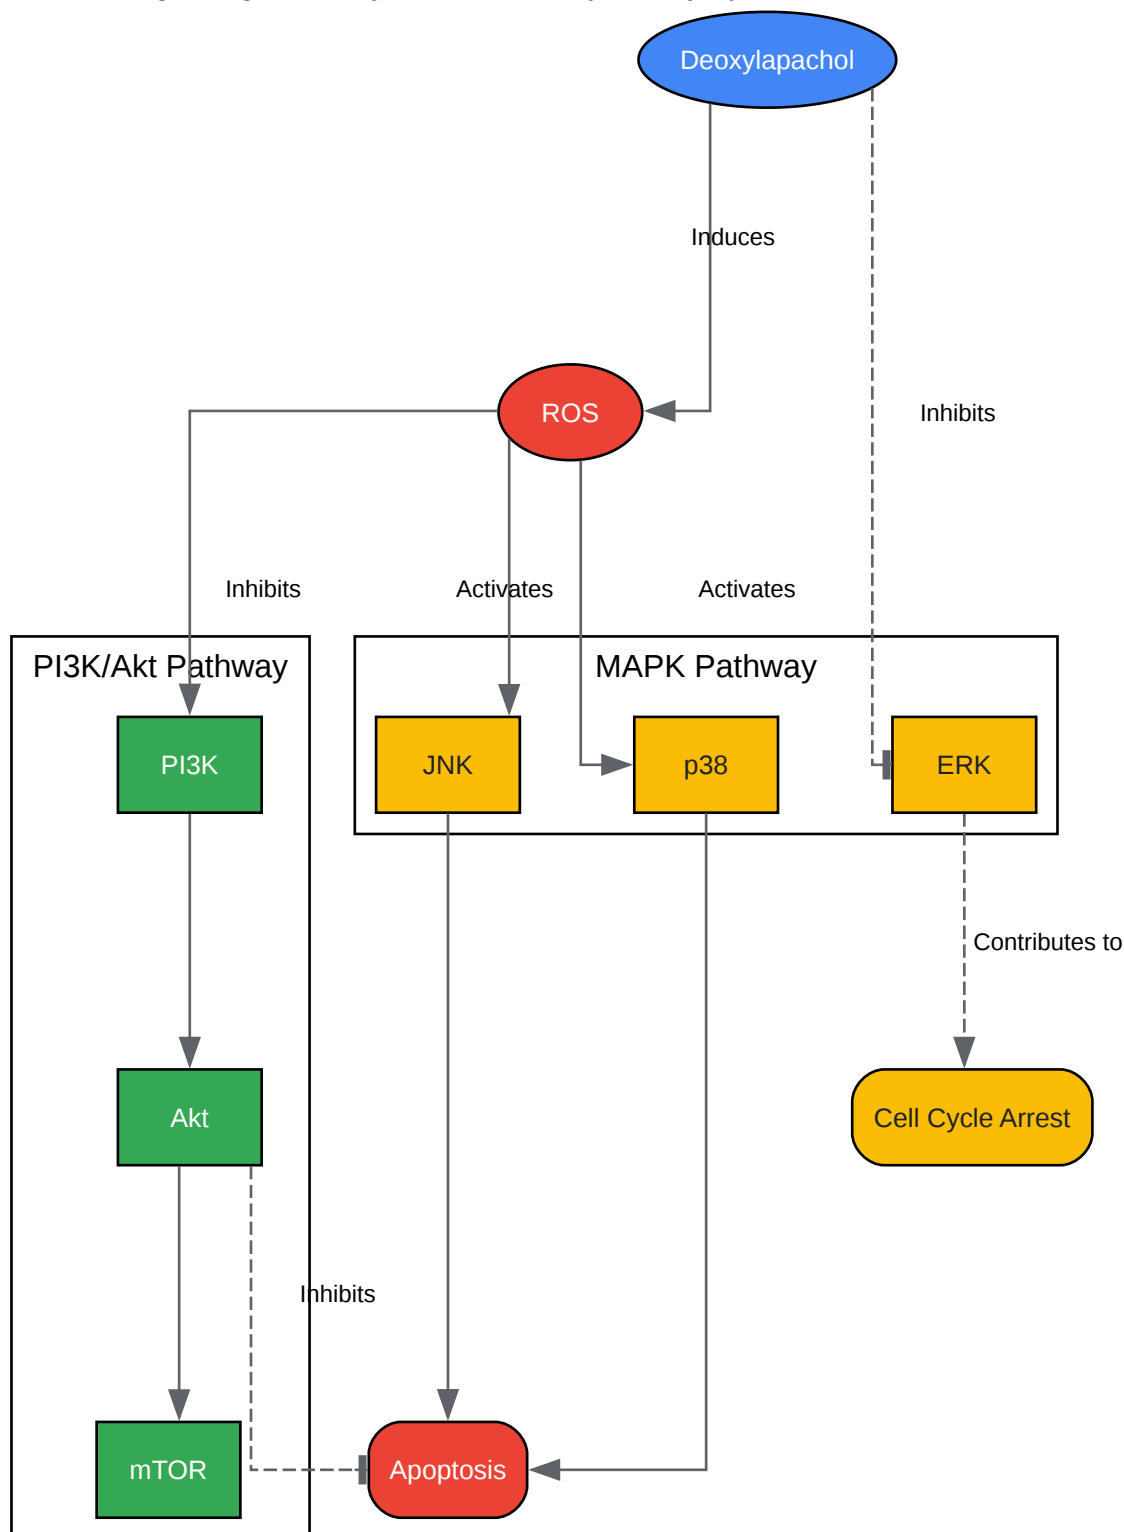 Deoxylapachol
Induces
ROS
Inhibits
Inhibits
Activates
Activates
PI3K/Akt Pathway
MAPK Pathway
PI3K
JNK
p38
ERK
Contributes to
Akt
Cell Cycle Arrest
Inhibits
mTOR
Apoptosis